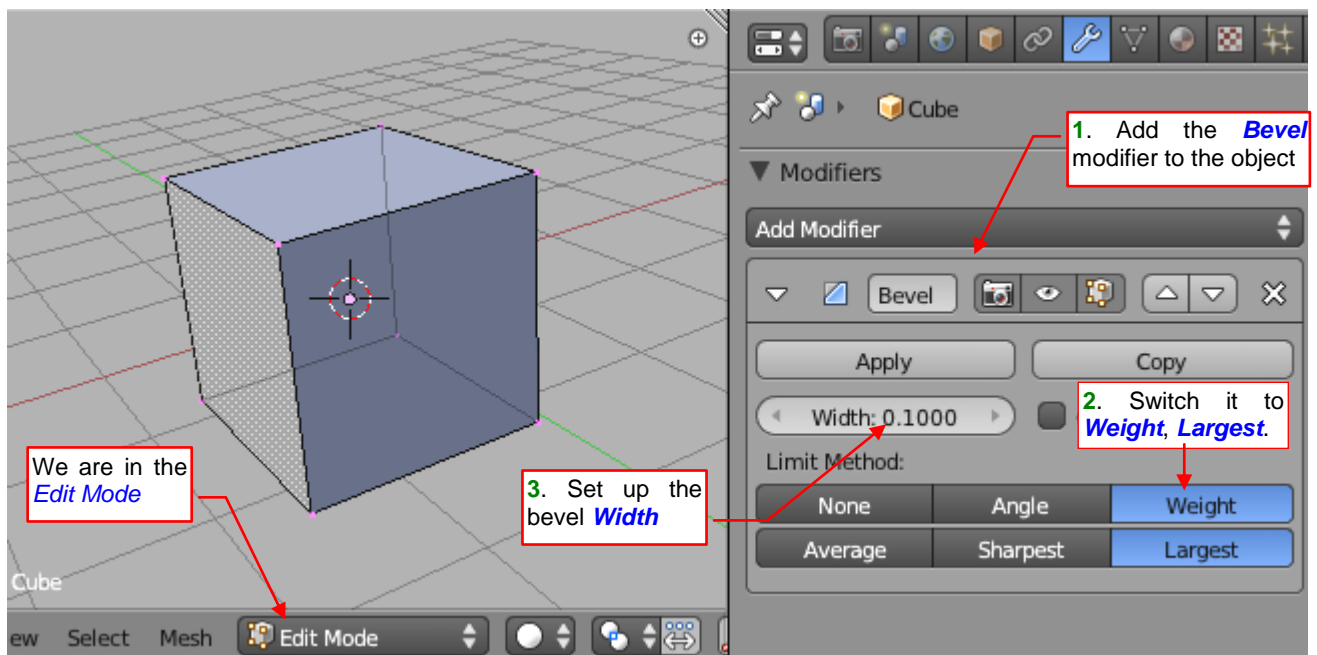 Cube
1. Add the Bevel
modifier to the object
Modifiers
Add Modifier
Bevel
Apply
Copy
Width: 0.1000
2. Switch it to
Weight, Largest.
Limit Method:
We are in the
Edit Mode
3. Set up the
bevel Width
None
Angle
Weight
Average
Sharpest
Largest
Cube
ew Select Mesh Edit Mode